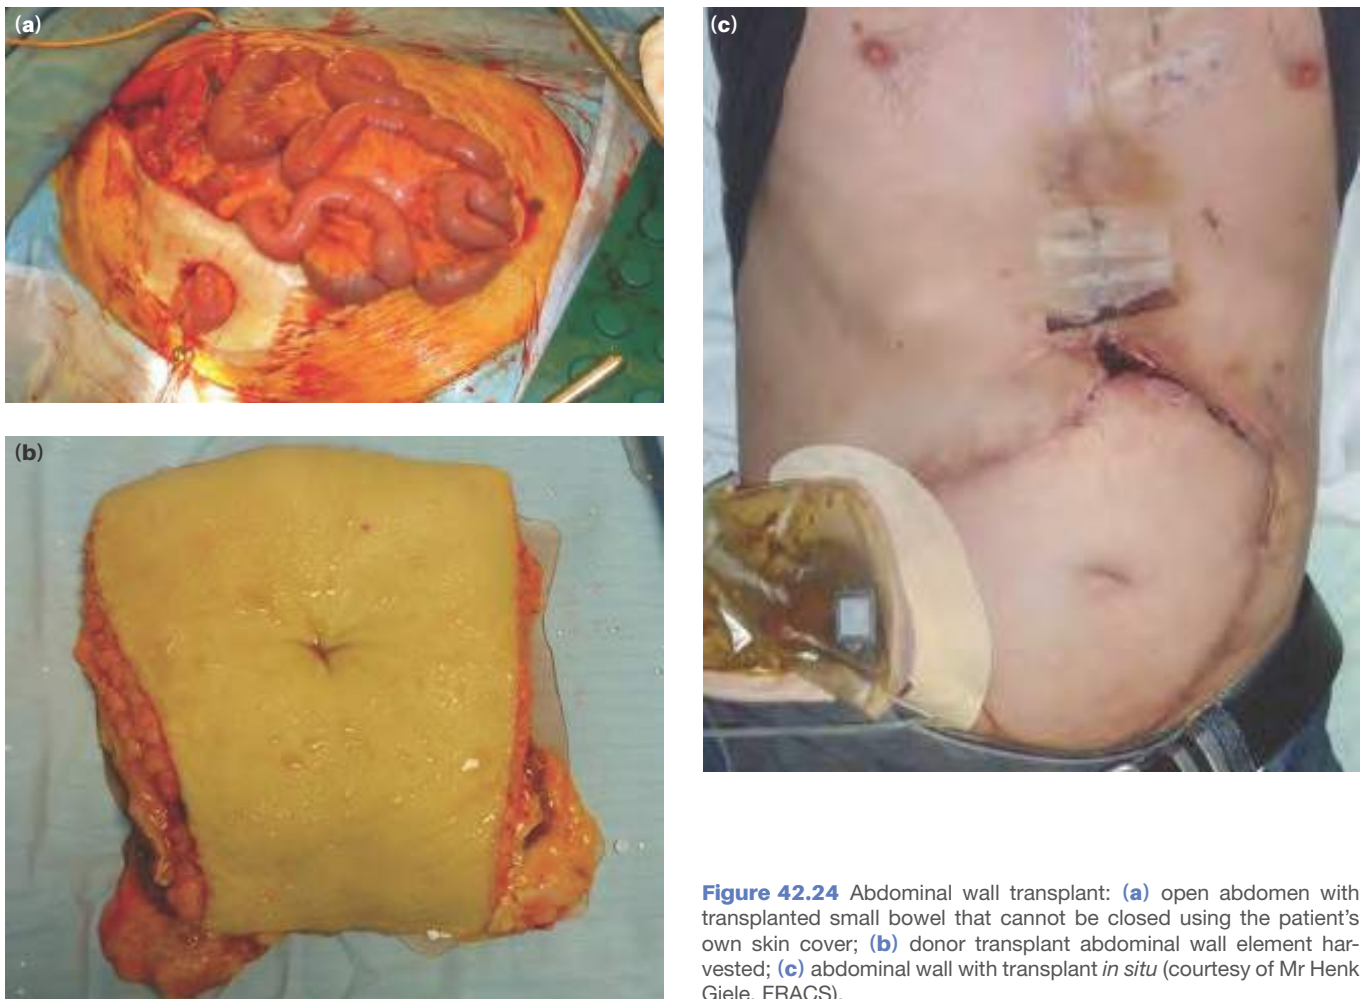 (a)
(c)
(b)
Figure 42.24 Abdominal wall transplant: (a) open abdomen with
transplanted small bowel that cannot be closed using the patient's
own skin cover; (b) donor transplant abdominal wall element har-
vested; (c) abdominal wall with transplant in situ (courtesy of Mr Henk
Giele, FRACS).